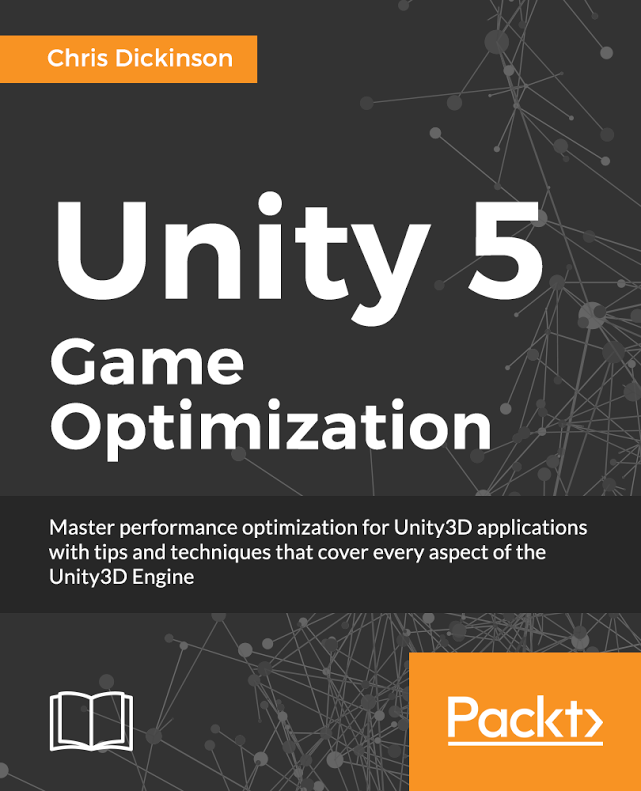 Chris Dickinson
Unity 5
Game
Optimization
Master performance optimization for Unity3D applications
with tips and techniques that cover every aspect of the
Unity3D Engine
Packt